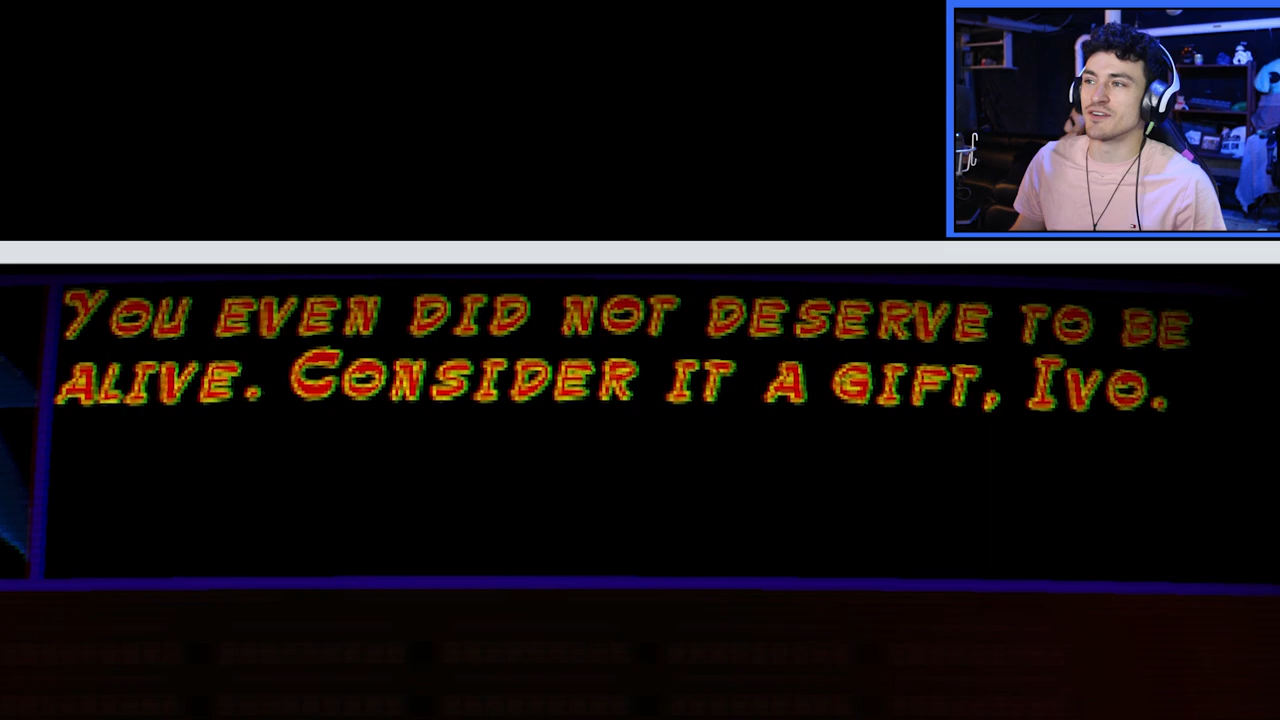 You even did not deserve to be
alive. Consider it a gift, Ivo.